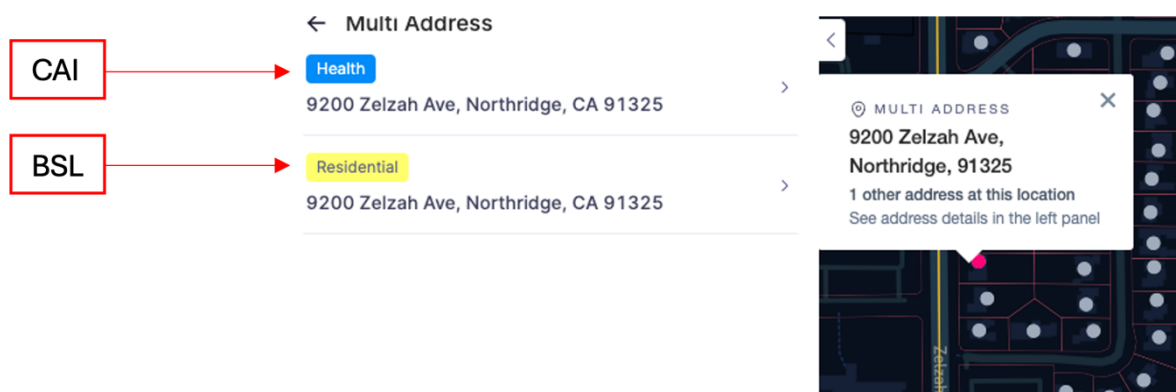 CAI
BSL
← Multi Address
Health
9200 Zelzah Ave, Northridge, CA 91325
Residential
9200 Zelzah Ave, Northridge, CA 91325
MULTI ADDRESS
9200 Zelzah Ave,
Northridge, 91325
1 other address at this location
See address details in the left panel
Zelzah